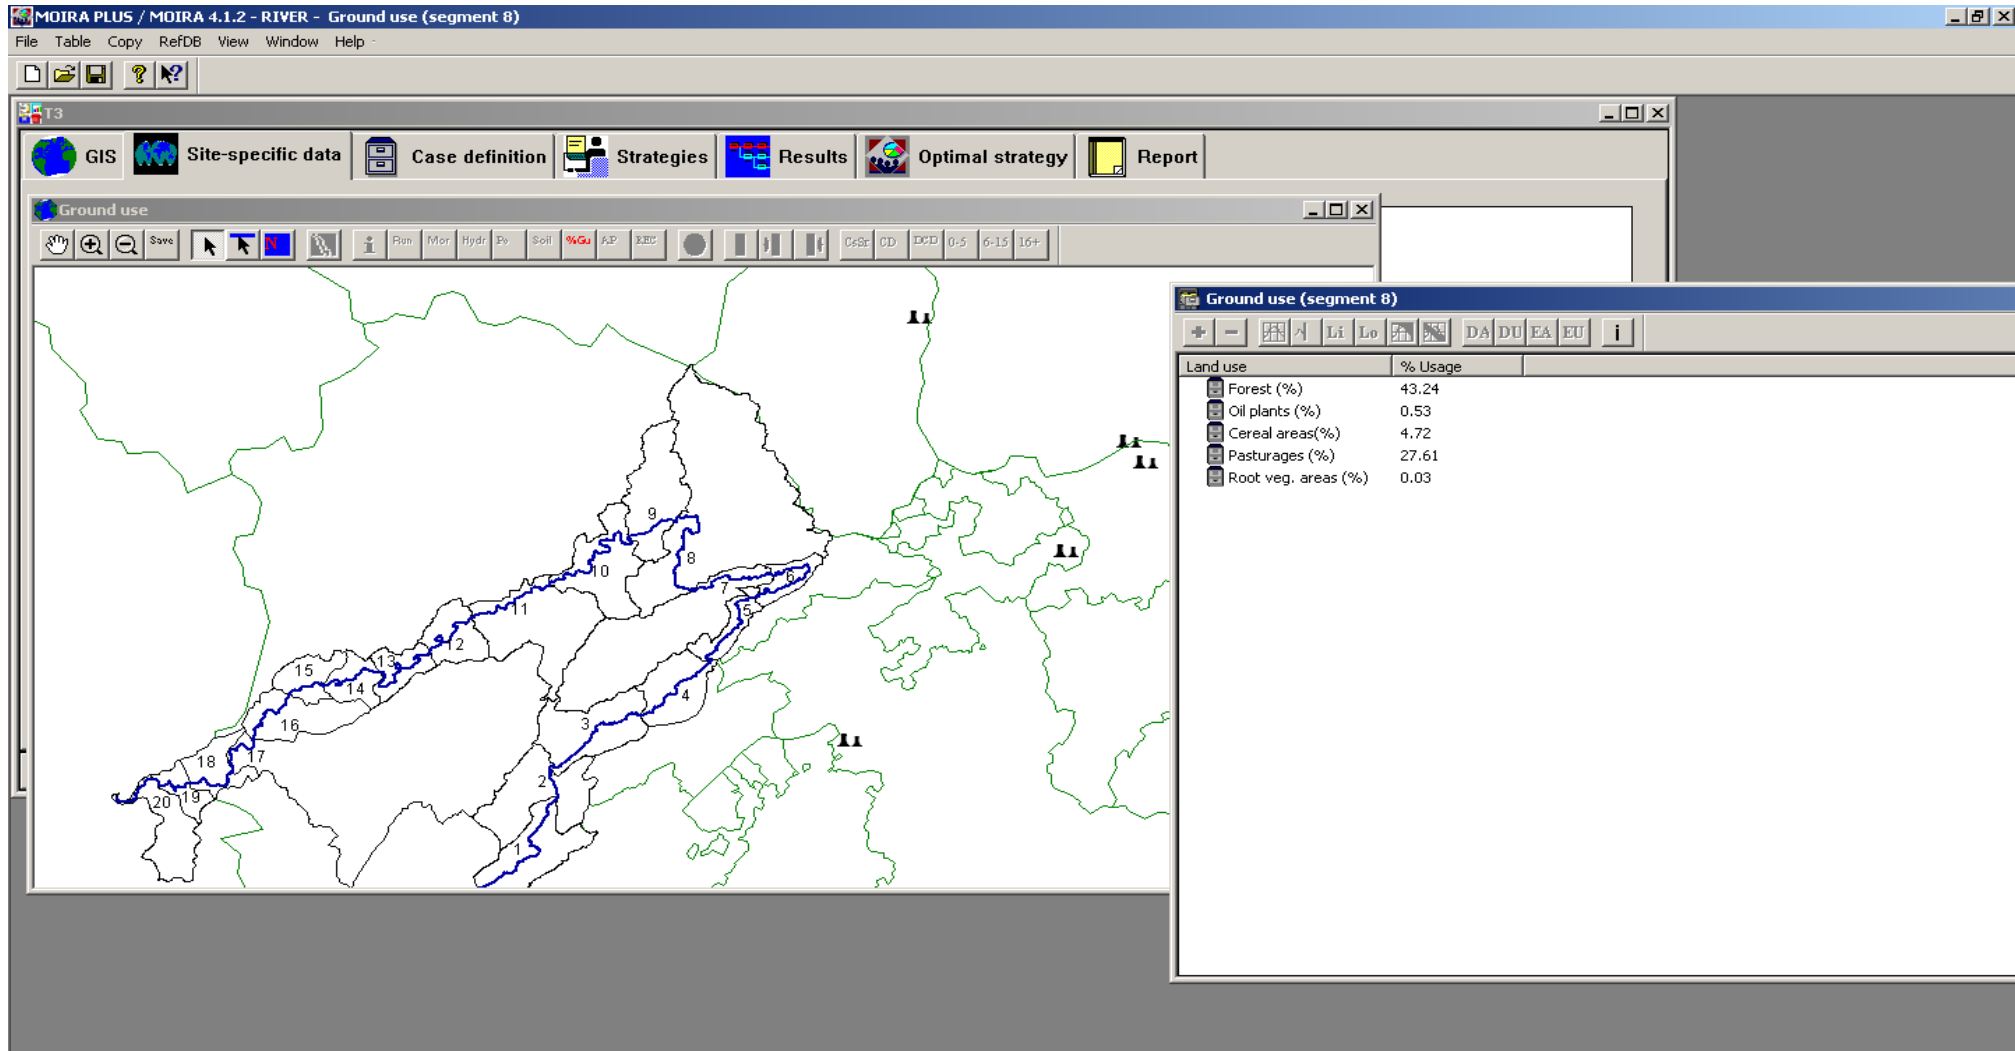 MOIRA PLUS / MOIRA 4.1.2 - RIVER - Ground use (segment 8)
File Table Copy RefDB View Window Help
T3
GIS Site-specific data Case definition Strategies Results Optimal strategy Report
Ground use
Save N i Run Mor Hydr Po Soil %Gu AP REC CsSr CD DCD 0-5 6-15 16+
Ground use (segment 8)
+ - Li Lo DA DU EA EU i
Land use % Usage
Forest (%) 43.24
Oil plants (%) 0.53
Cereal areas(%) 4.72
Pasturages (%) 27.61
Root veg. areas (%) 0.03
9
8
10
6
7
11
5
12
13
15
14
4
16
3
17
18
2
19
20
1